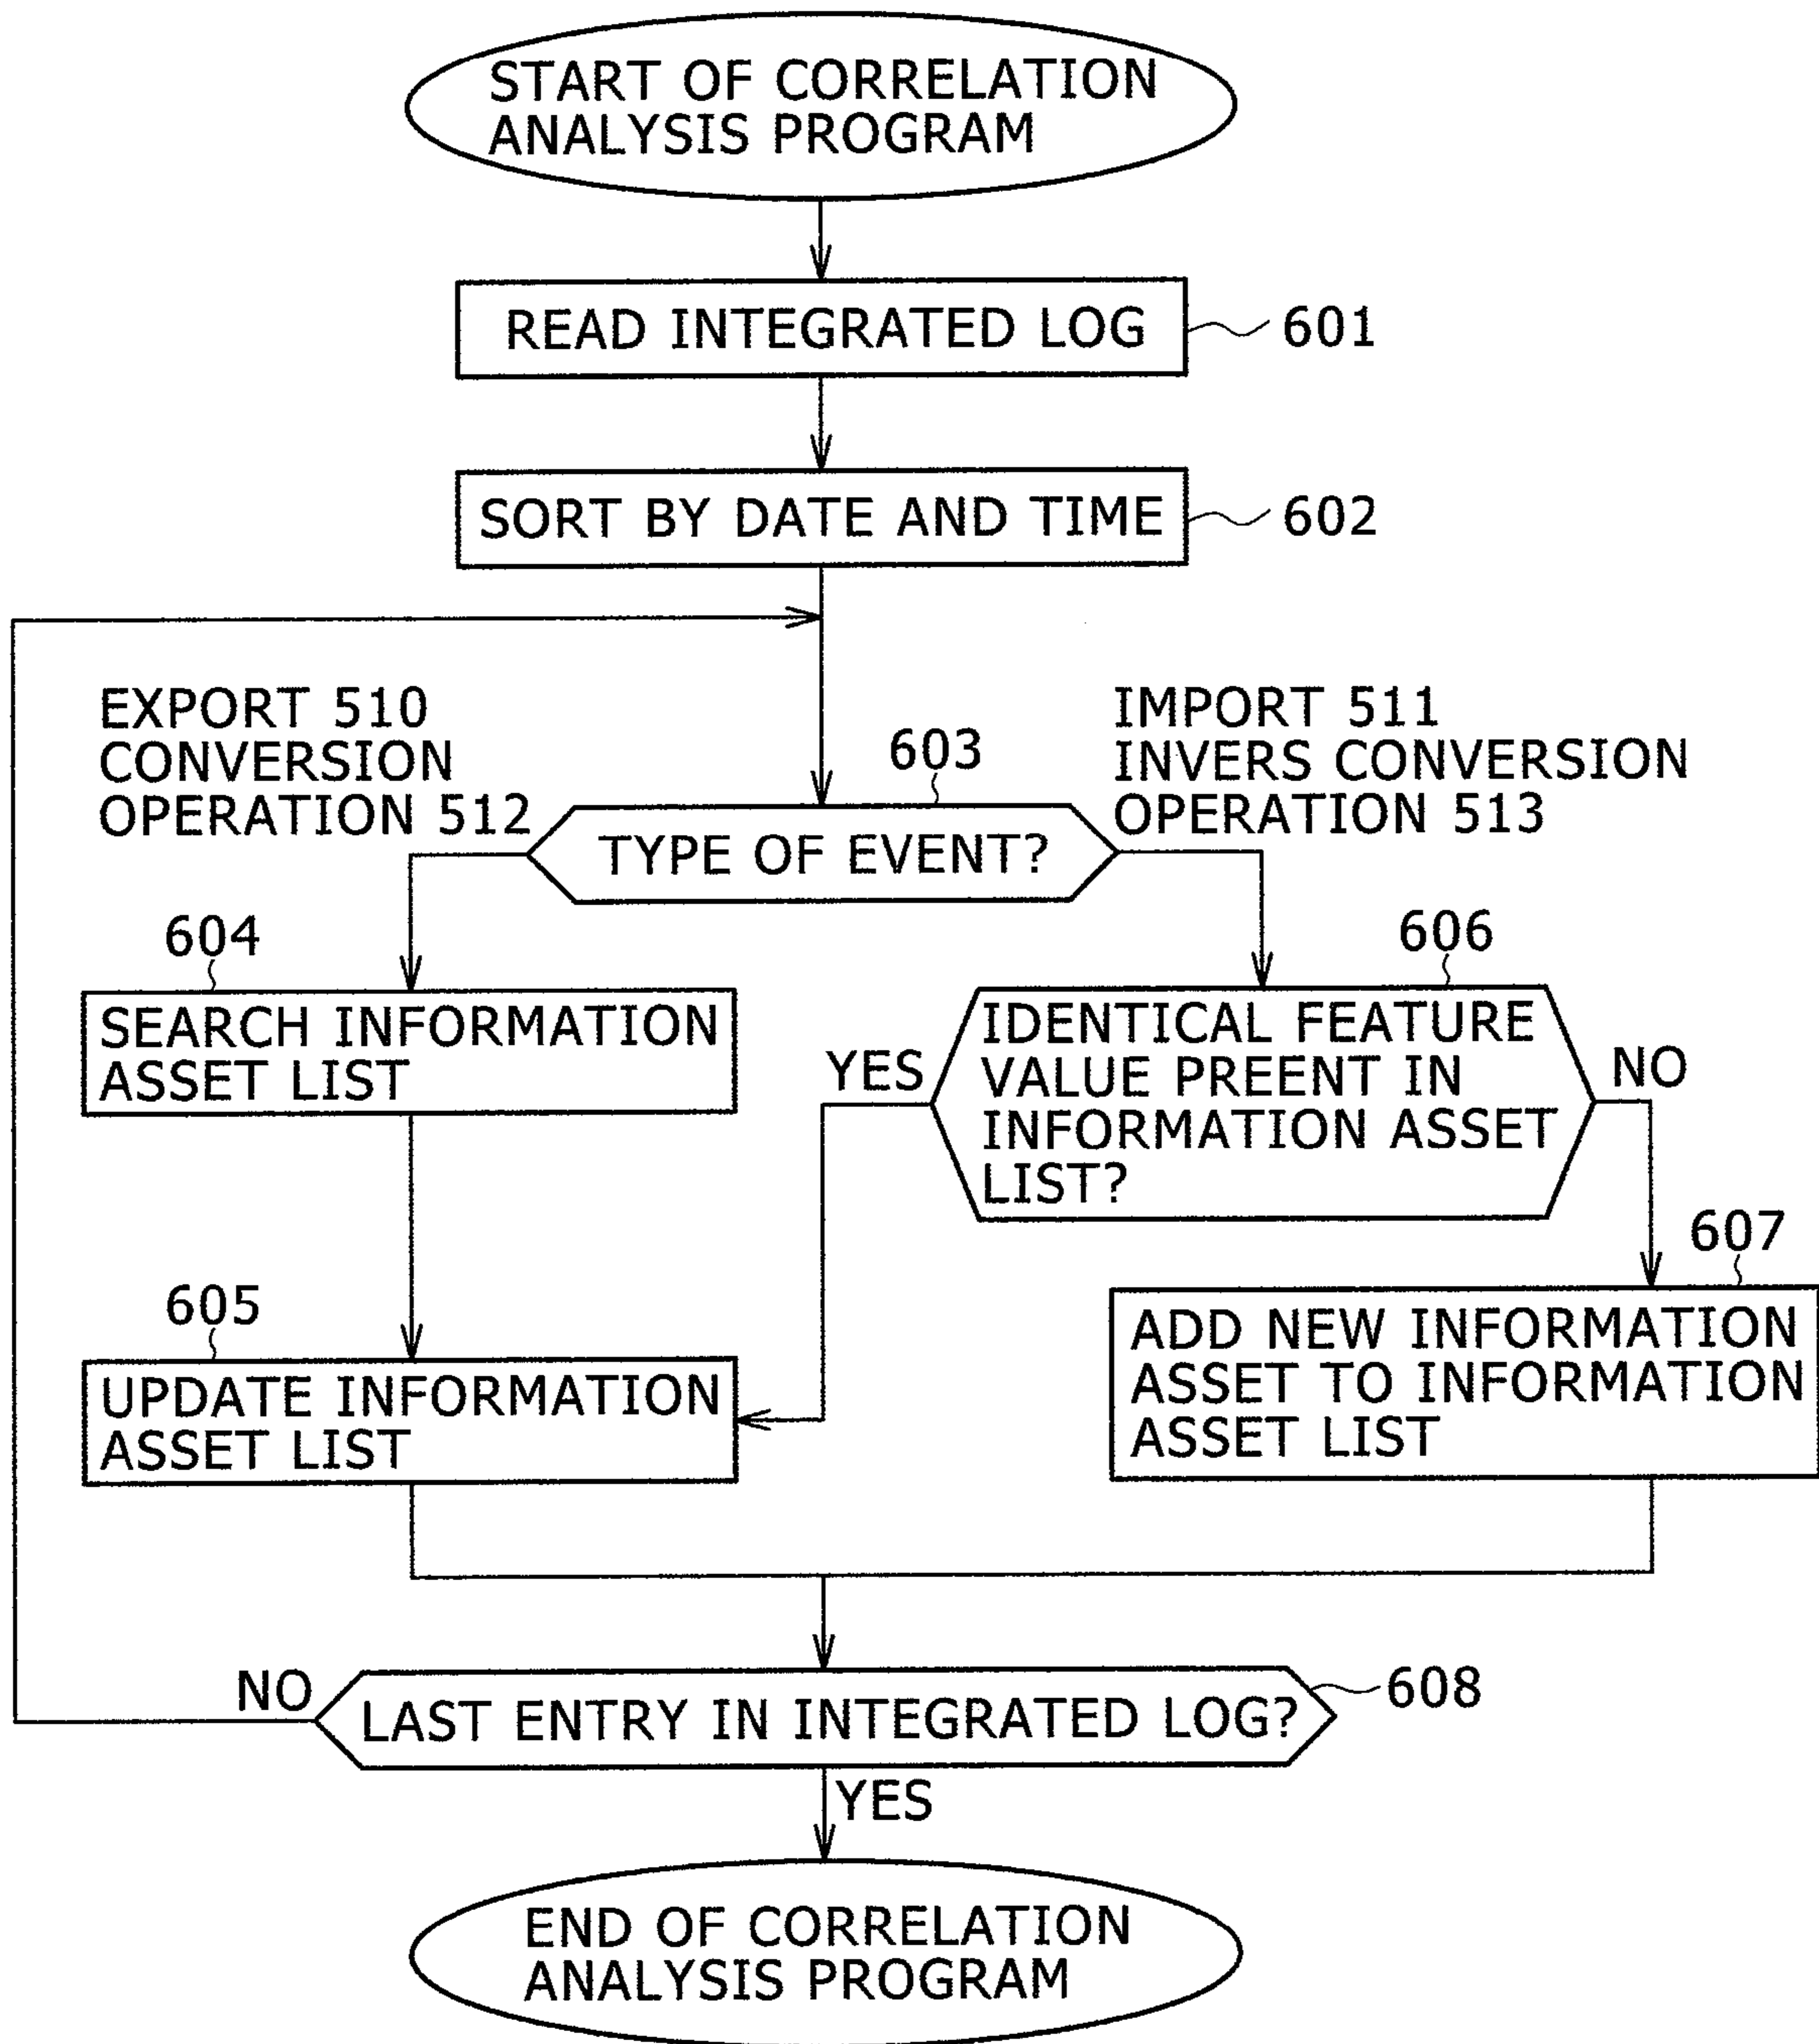 START OF CORRELATION
ANALYSIS PROGRAM
READ INTEGRATED LOG
601
SORT BY DATE AND TIME
602
EXPORT 510
CONVERSION
OPERATION 512
IMPORT 511
INVERS CONVERSION
OPERATION 513
603
TYPE OF EVENT?
604
SEARCH INFORMATION
ASSET LIST
606
IDENTICAL FEATURE
VALUE PREENT IN
INFORMATION ASSET
LIST?
YES
NO
605
UPDATE INFORMATION
ASSET LIST
607
ADD NEW INFORMATION
ASSET TO INFORMATION
ASSET LIST
NO
LAST ENTRY IN INTEGRATED LOG?
608
YES
END OF CORRELATION
ANALYSIS PROGRAM